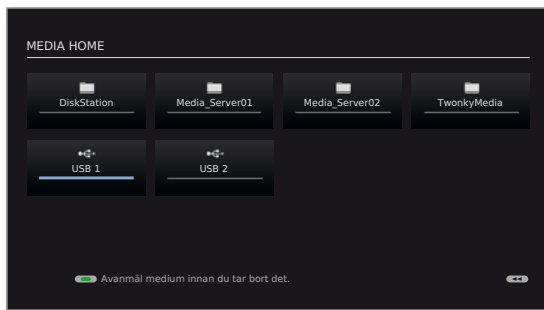 MEDIA HOME
DiskStation
Media_Server01
Media_Server02
TwonkyMedia
USB 1
USB 2
Avanmäl medium innan du tar bort det.